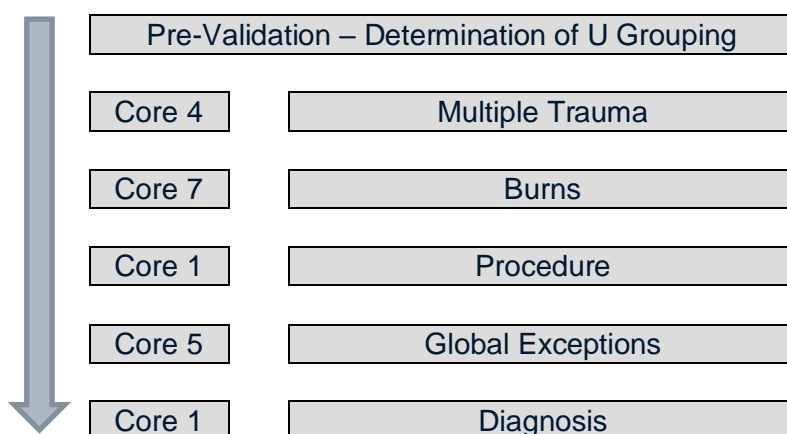 Pre-Validation – Determination of U Grouping
Core 4 Multiple Trauma
Core 7 Burns
Core 1 Procedure
Core 5 Global Exceptions
Core 1 Diagnosis